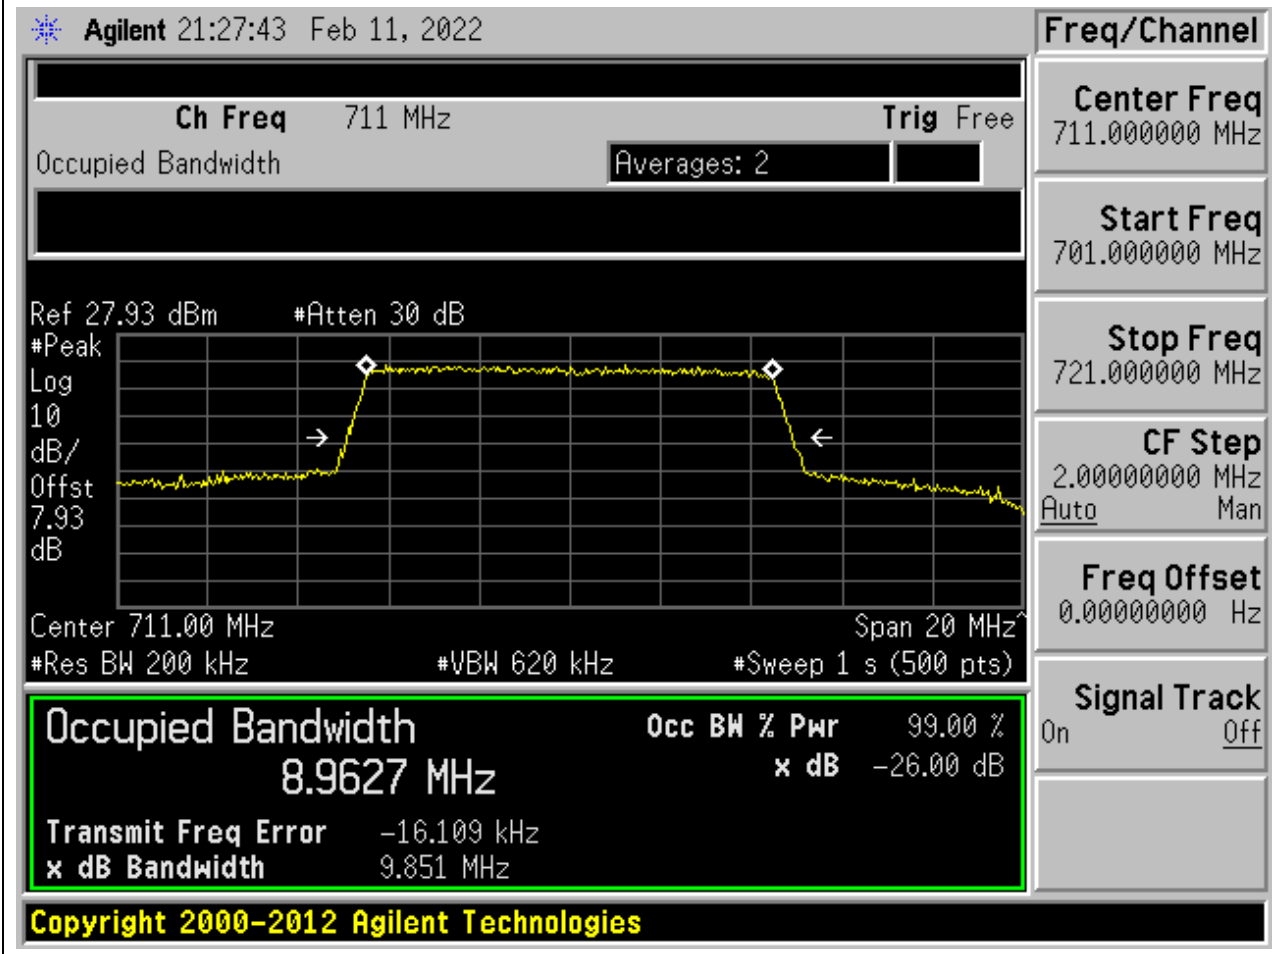 Agilent 21:27:43 Feb 11, 2022
Ch Freq 711 MHz Trig Free
Occupied Bandwidth Averages: 2
Ref 27.93 dBm #Atten 30 dB
#Peak
Log
10
dB/
Offst
7.93
dB
Center 711.00 MHz Span 20 MHz^
#Res BW 200 kHz #VBW 620 kHz #Sweep 1 s (500 pts)
Occupied Bandwidth Occ BW % Pwr 99.00 %
8.9627 MHz x dB -26.00 dB
Transmit Freq Error -16.109 kHz
x dB Bandwidth 9.851 MHz
Copyright 2000-2012 Agilent Technologies
Freq/Channel
Center Freq
711.000000 MHz
Start Freq
701.000000 MHz
Stop Freq
721.000000 MHz
CF Step
2.00000000 MHz
Auto Man
Freq Offset
0.00000000 Hz
Signal Track
On Off